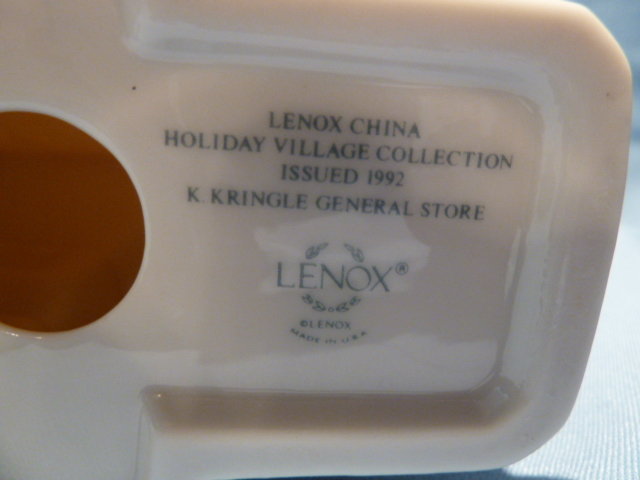 LENOX CHINA
HOLIDAY VILLAGE COLLECTION
ISSUED 1992
K. KRINGLE GENERAL STORE
LENOX®
©LENOX
MADE IN U.S.A.